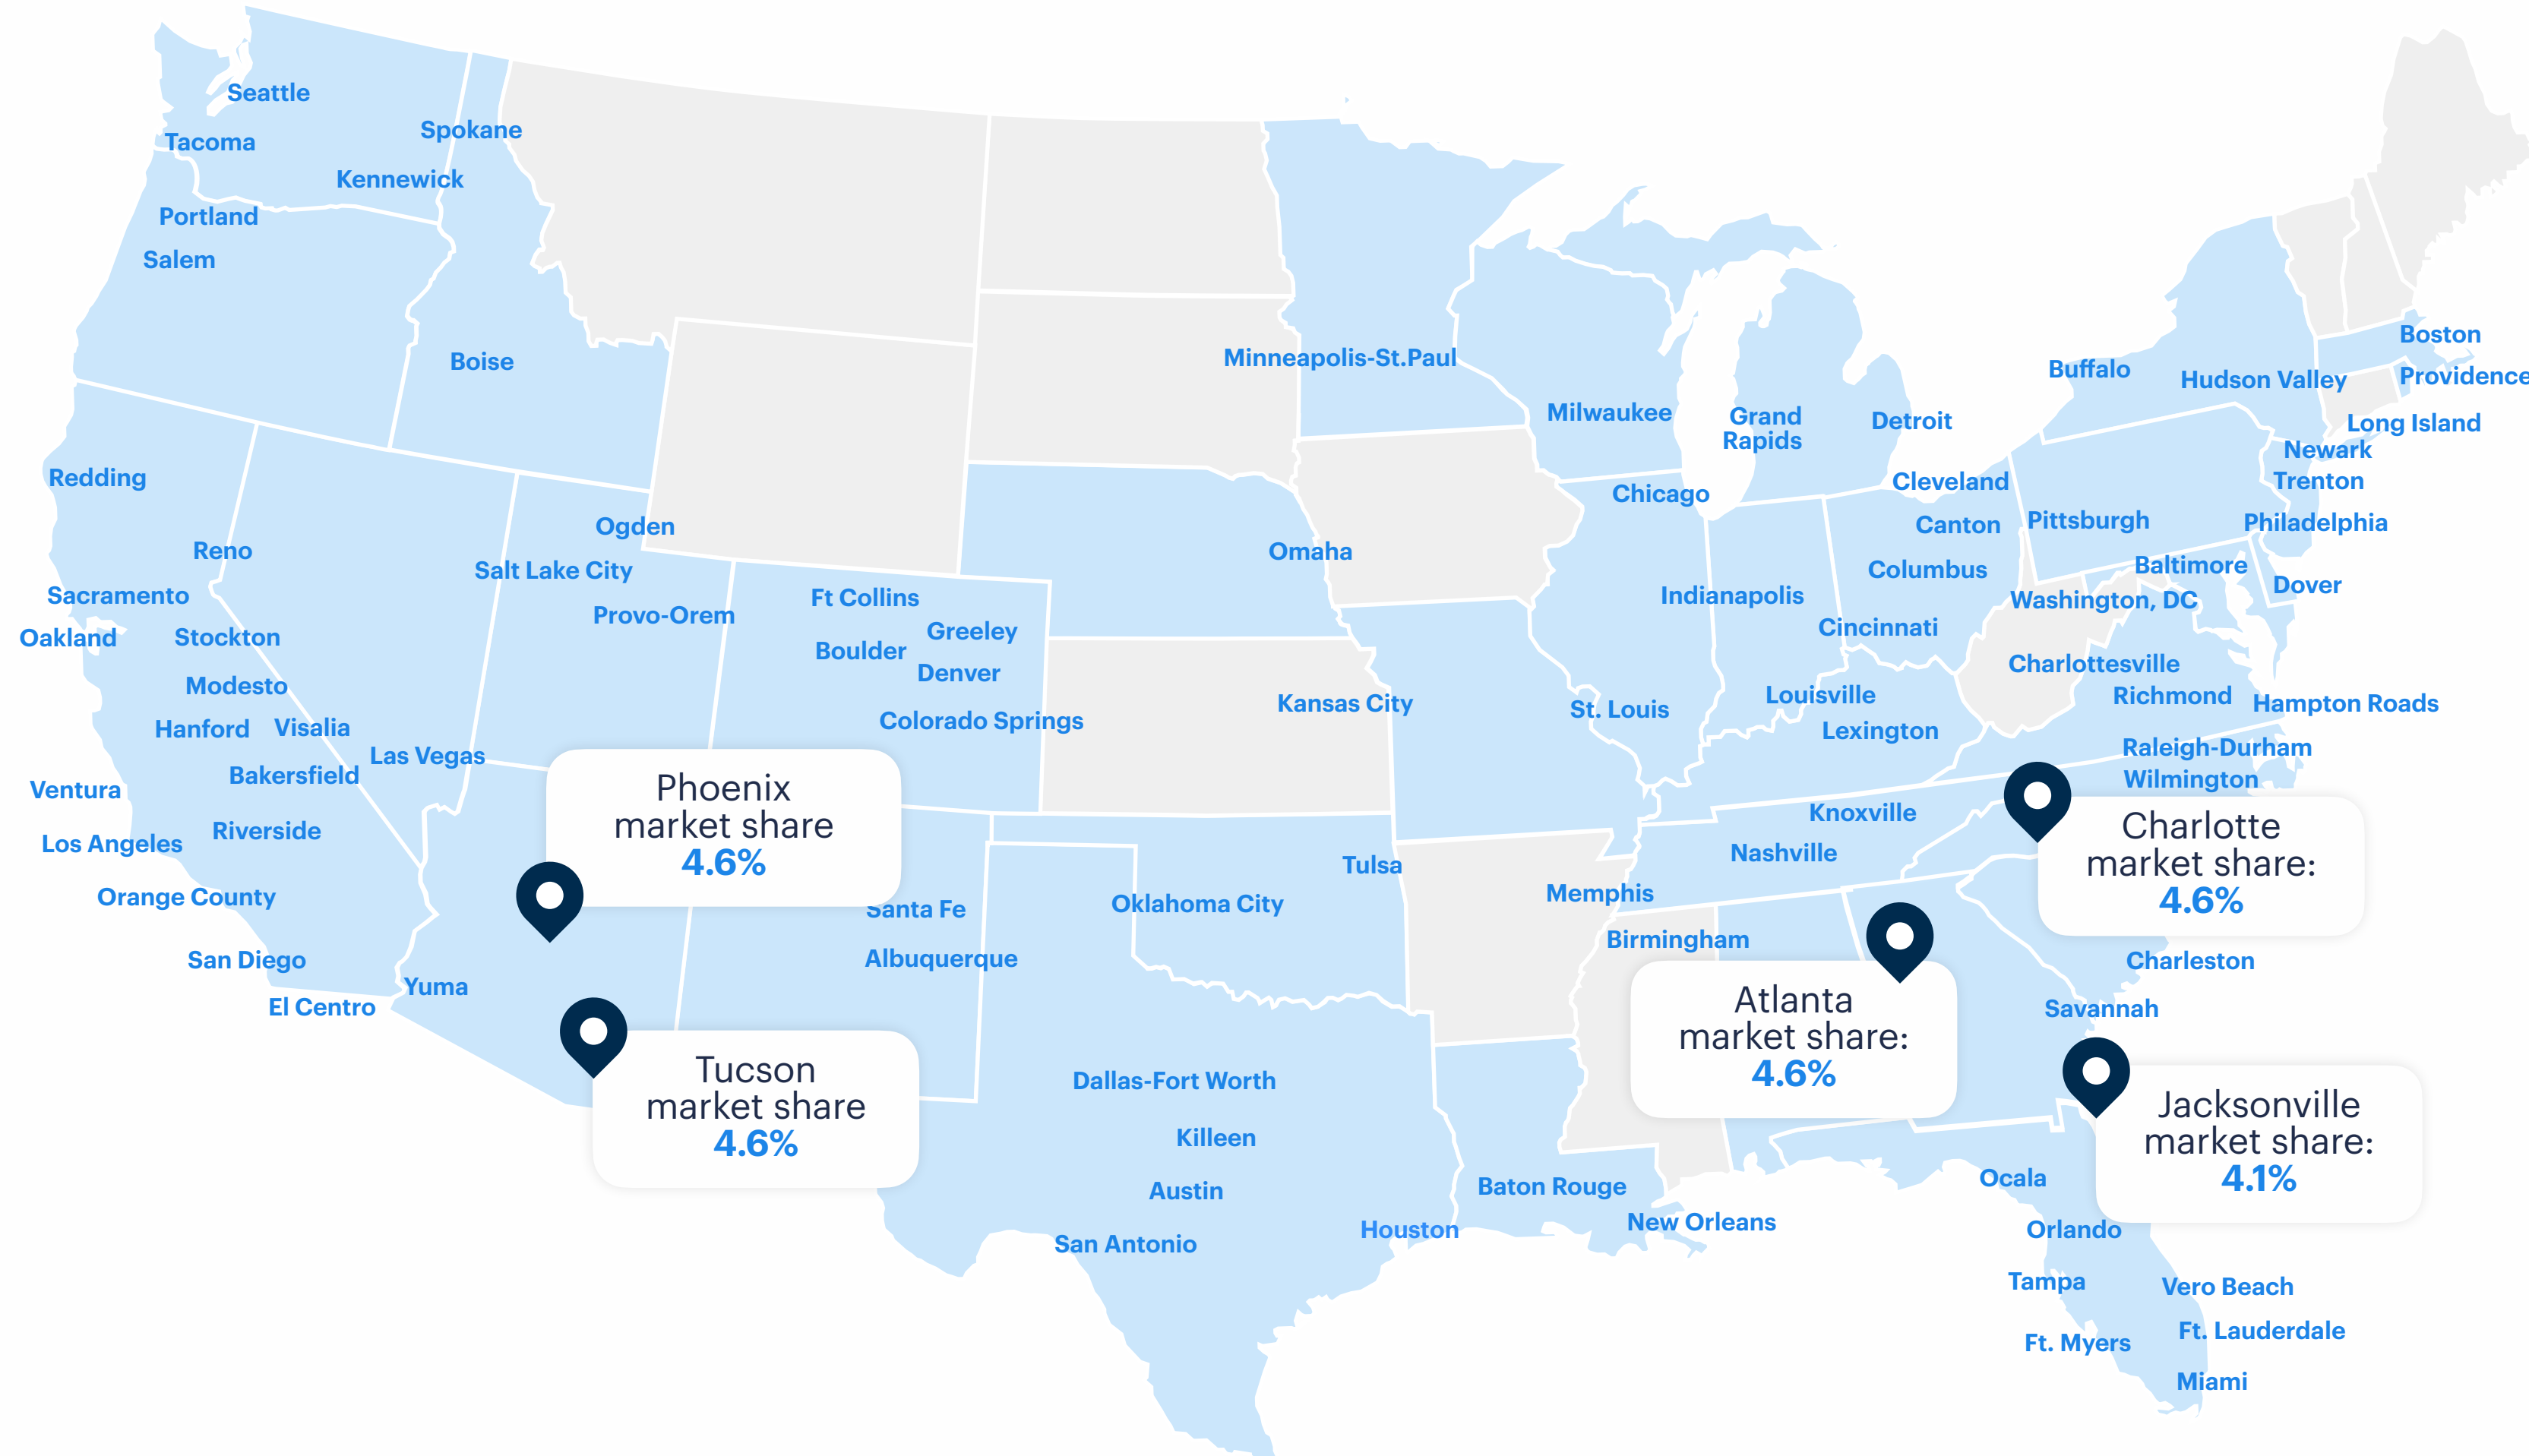 Seattle
Tacoma
Spokane
Kennewick
Portland
Salem
Boise
Minneapolis-St.Paul
Milwaukee
Grand
Rapids
Detroit
Buffalo
Hudson Valley
Boston
Providence
Long Island
Newark
Trenton
Philadelphia
Redding
Reno
Sacramento
Oakland
Stockton
Modesto
Hanford
Visalia
Las Vegas
Bakersfield
Ventura
Los Angeles
Riverside
Orange County
San Diego
El Centro
Yuma
Ogden
Salt Lake City
Provo-Orem
Ft Collins
Greeley
Boulder
Denver
Colorado Springs
Omaha
Kansas City
St. Louis
Chicago
Indianapolis
Cleveland
Canton
Columbus
Cincinnati
Pittsburgh
Baltimore
Dover
Washington, DC
Charlottesville
Richmond
Hampton Roads
Louisville
Lexington
Raleigh-Durham
Wilmington
Knoxville
Nashville
Memphis
Birmingham
Phoenix
market share
4.6%
Tucson
market share
4.6%
Santa Fe
Albuquerque
Tulsa
Oklahoma City
Dallas-Fort Worth
Killeen
Austin
San Antonio
Houston
Baton Rouge
New Orleans
Charlotte
market share:
4.6%
Atlanta
market share:
4.6%
Charleston
Savannah
Jacksonville
market share:
4.1%
Ocala
Orlando
Tampa
Vero Beach
Ft. Lauderdale
Ft. Myers
Miami